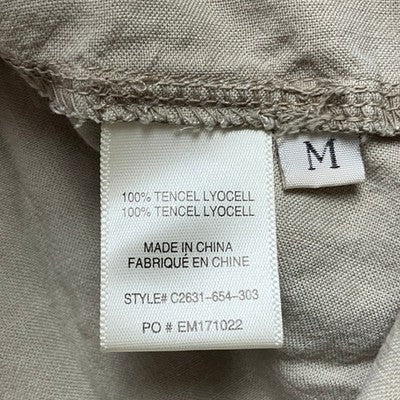 100% TENCEL LYOCELL
100% TENCEL LYOCELL
MADE IN CHINA
FABRIQUÉ EN CHINE
STYLE# C2631-654-303
PO # EM171022
M